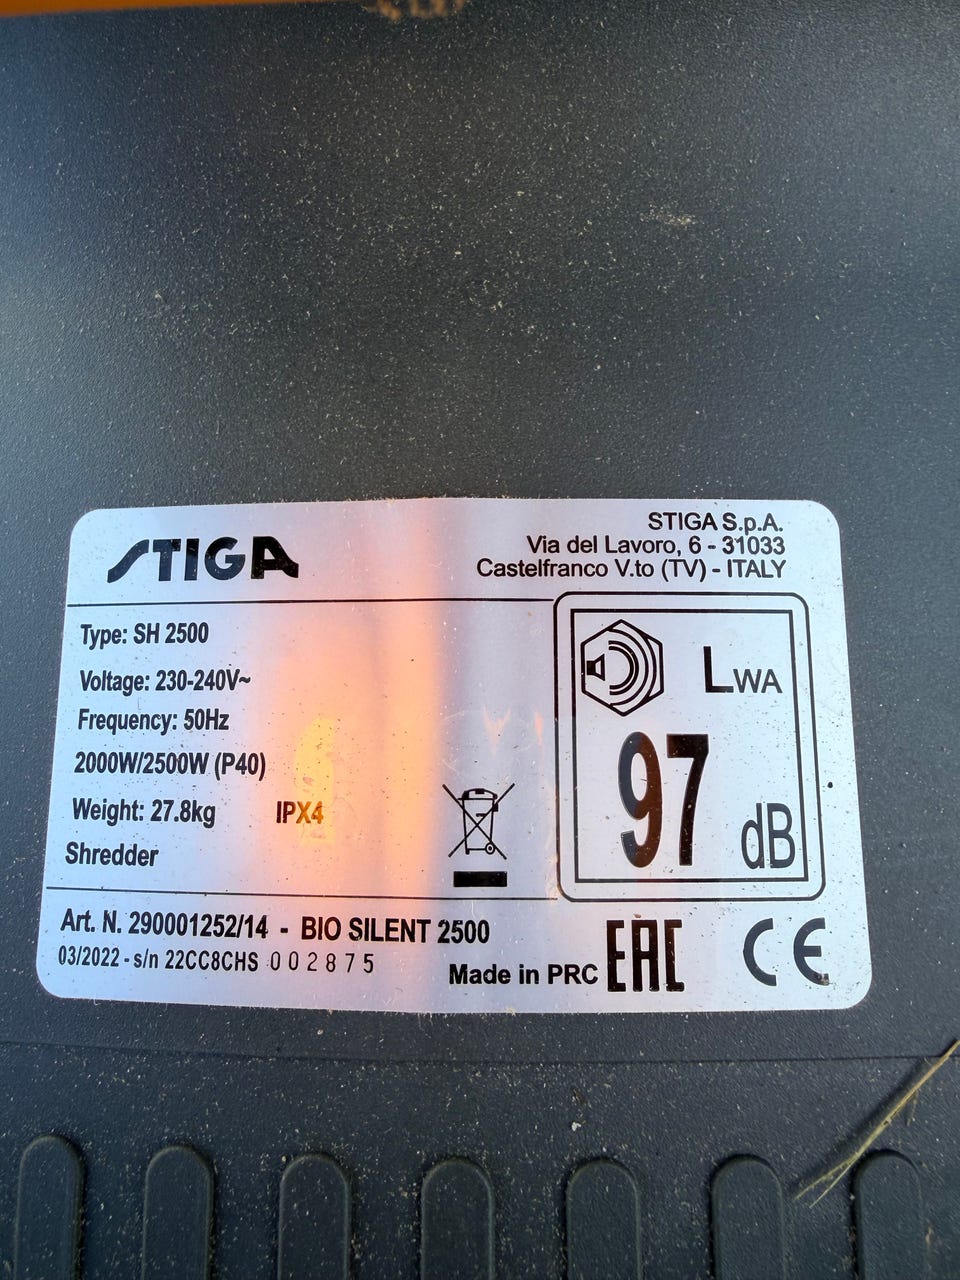 STIGA
STIGA S.p.A.
Via del Lavoro, 6 - 31033
Castelfranco V.to (TV) - ITALY
Type: SH 2500
Voltage: 230-240V~
Frequency: 50Hz
2000W/2500W (P40)
Weight: 27.8kg IPX4
Shredder
LWA
97
dB
Art. N. 290001252/14 - BIO SILENT 2500
03/2022 - s/n 22CC8CHS 002875
Made in PRC
EAC CE